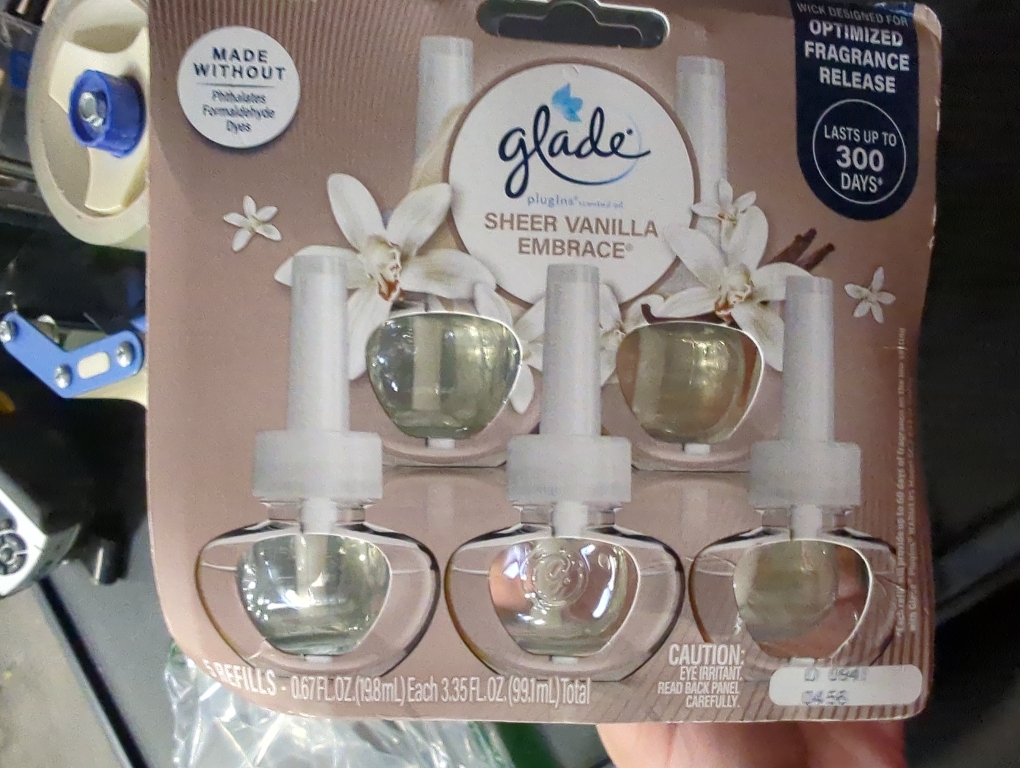 MADE
WITHOUT
Phthalates
Formaldehyde
Dyes
WICK DESIGNED FOR
OPTIMIZED
FRAGRANCE
RELEASE
LASTS UP TO
300
DAYS*
glade
plugins® scented oil
SHEER VANILLA
EMBRACE®
5 REFILLS - 0.67 FL.OZ.(19.8mL) Each 3.35 FL.OZ.(99.1mL) Total
CAUTION:
EYE IRRITANT.
READ BACK PANEL
CAREFULLY.